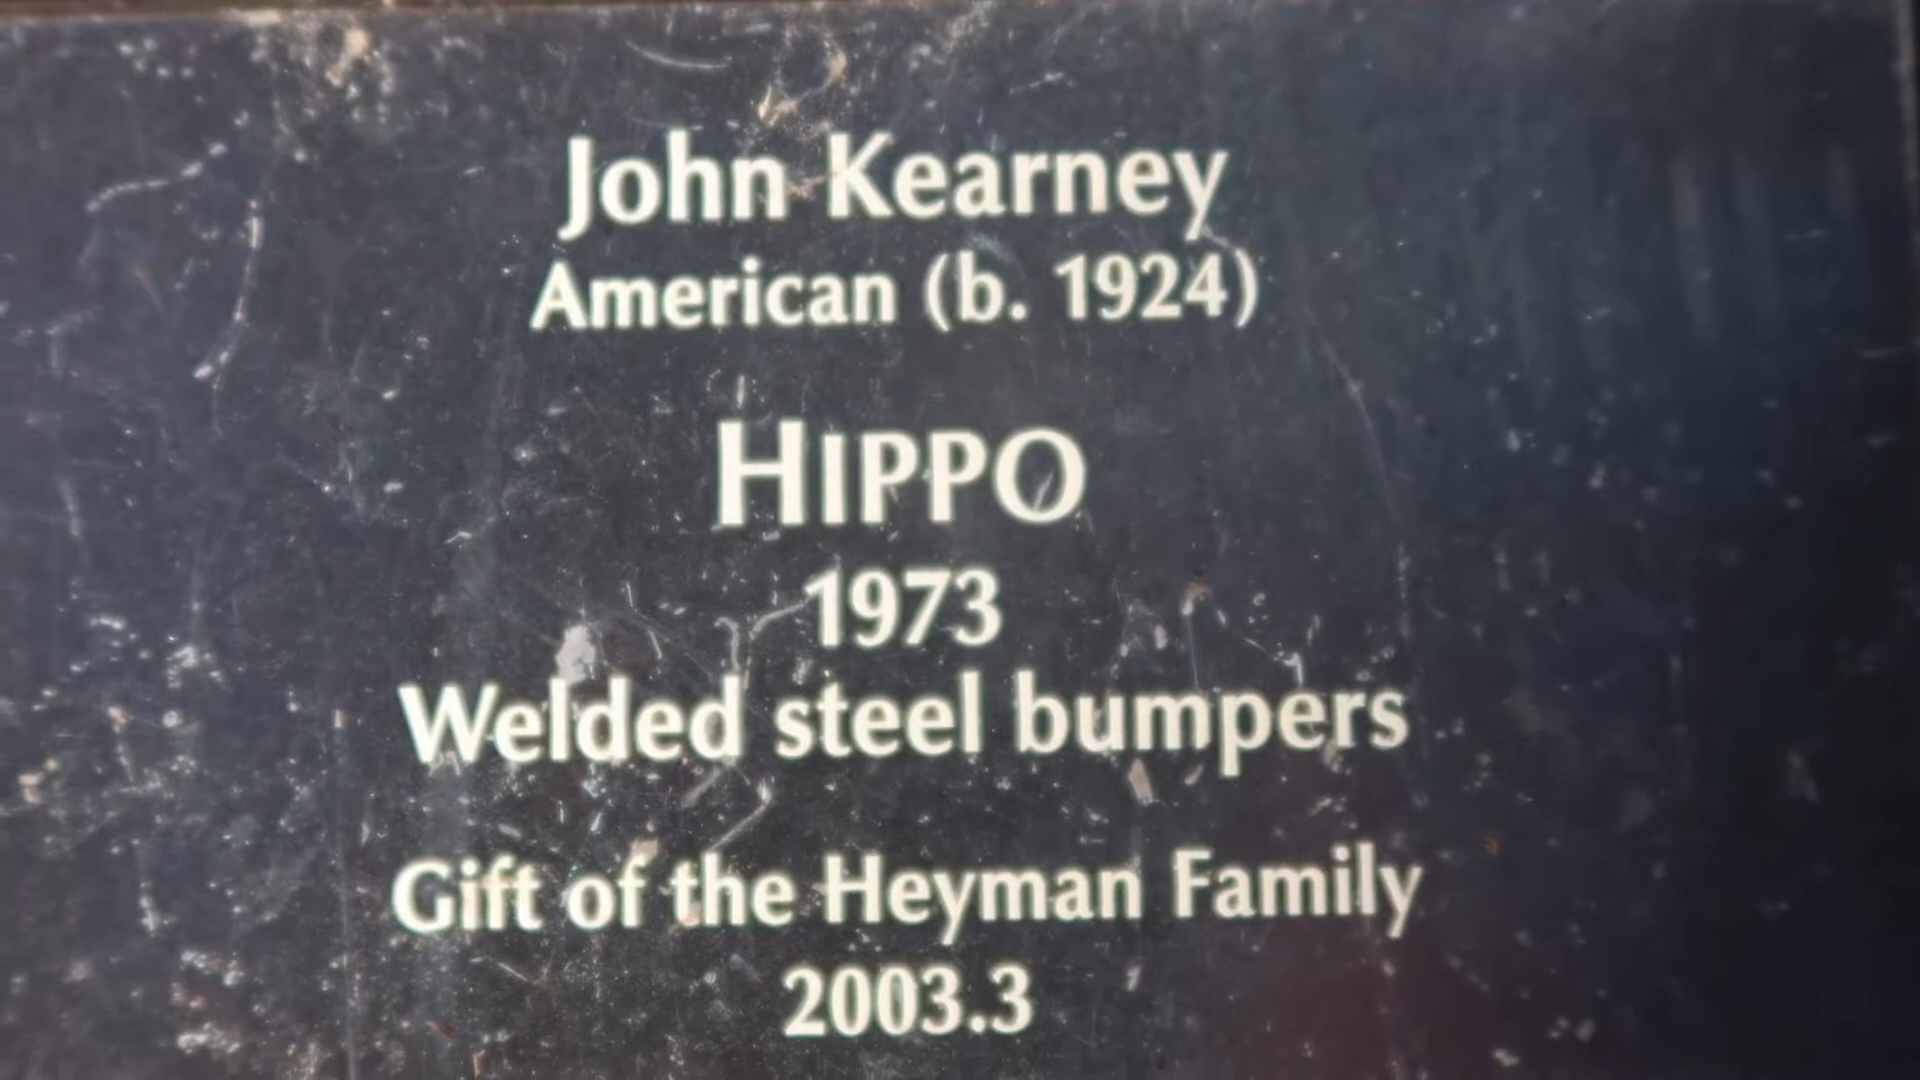 John Kearney
American (b. 1924)
HIPPO
1973
Welded steel bumpers
Gift of the Heyman Family
2003.3